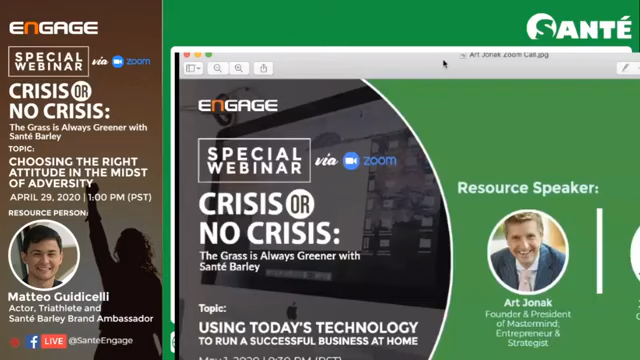 ENGAGE
SPECIAL
WEBINAR
via zoom
CRISIS OR
NO CRISIS:
The Grass is Always Greener with
Santé Barley
TOPIC:
CHOOSING THE RIGHT
ATTITUDE IN THE MIDST
OF ADVERSITY
APRIL 29, 2020 | 1:00 PM (PST)
RESOURCE PERSON:
Matteo Guidicelli
Actor, Triathlete and
Santé Barley Brand Ambassador
f LIVE @SanteEngage
SANTÉ
Art Jonak Zoom Call.jpg
ENGAGE
SPECIAL
WEBINAR
via zoom
CRISIS OR
NO CRISIS:
The Grass is Always Greener with
Santé Barley
Topic:
USING TODAY'S TECHNOLOGY
TO RUN A SUCCESSFUL BUSINESS AT HOME
Resource Speaker:
Art Jonak
Founder & President
of Mastermind;
Entrepreneur &
Strategist